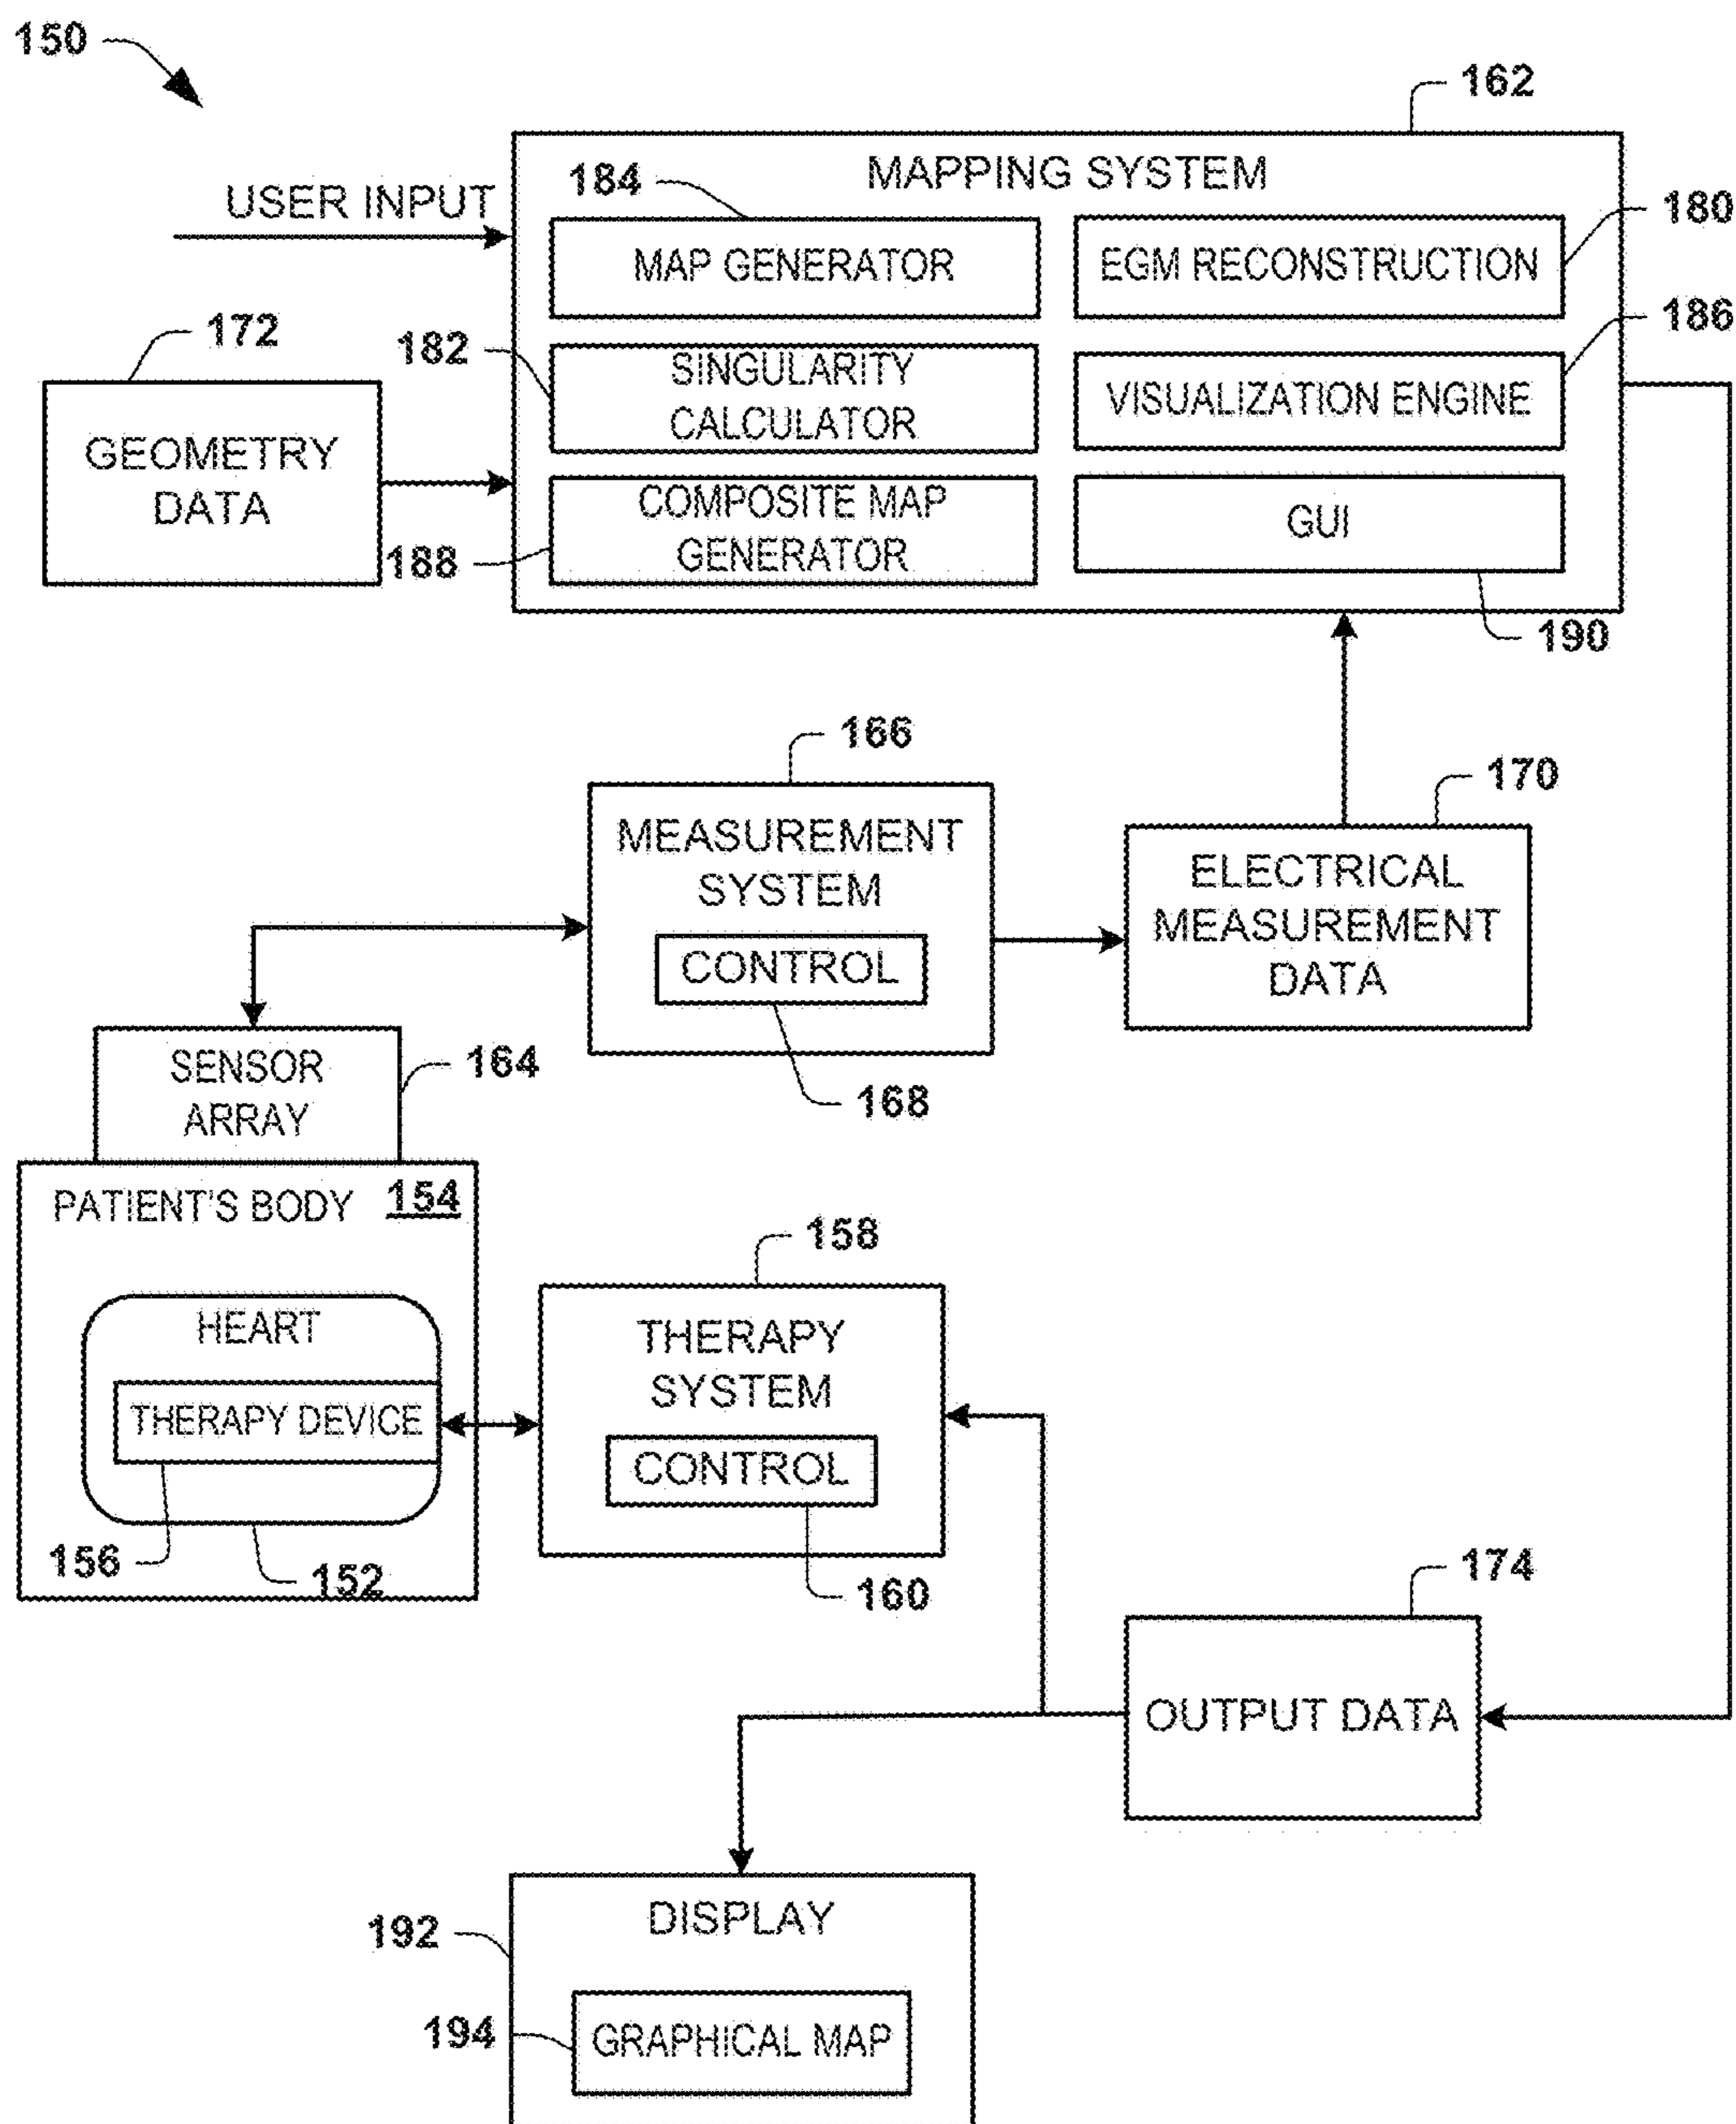 150
162
USER INPUT
MAPPING SYSTEM
184
180
MAP GENERATOR
EGM RECONSTRUCTION
186
172
182
SINGULARITY
CALCULATOR
VISUALIZATION ENGINE
GEOMETRY
DATA
188
COMPOSITE MAP
GENERATOR
GUI
190
166
170
MEASUREMENT
SYSTEM
CONTROL
168
ELECTRICAL
MEASUREMENT
DATA
SENSOR
ARRAY
164
PATIENT'S BODY 154
158
HEART
THERAPY DEVICE
156
152
THERAPY
SYSTEM
CONTROL
160
174
OUTPUT DATA
192
DISPLAY
194
GRAPHICAL MAP